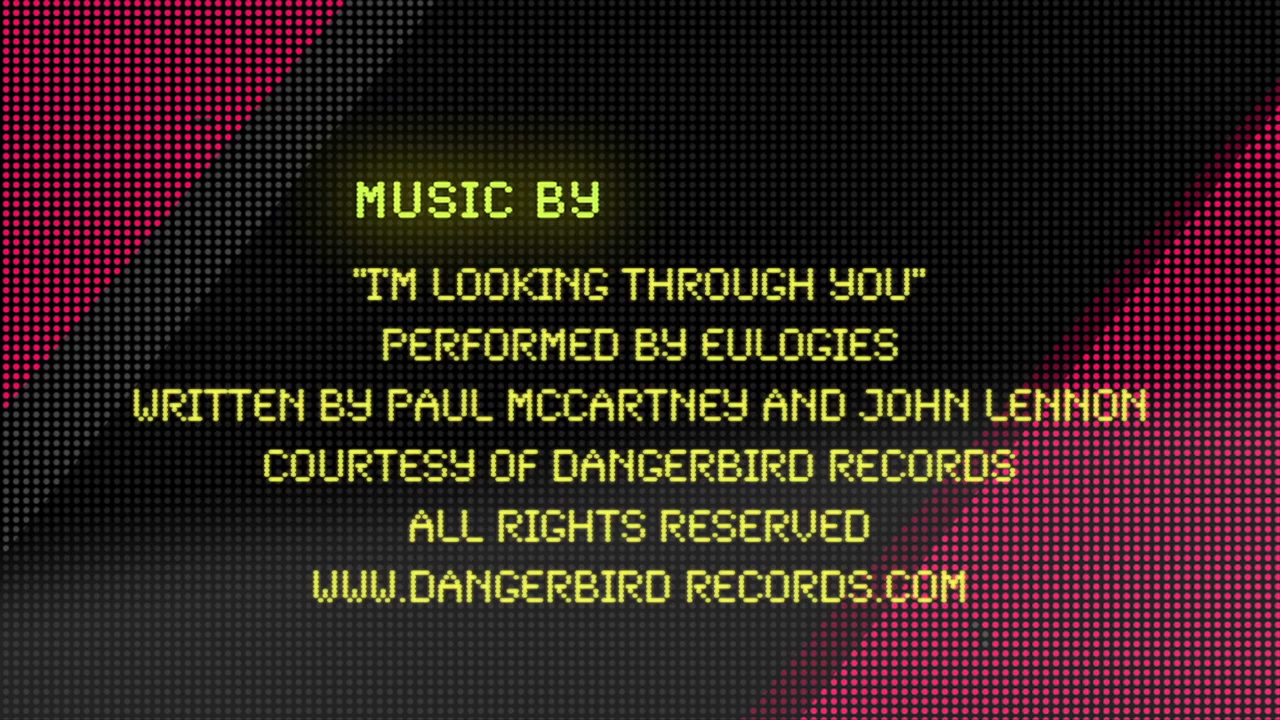 MUSIC BY
"I'M LOOKING THROUGH YOU"
PERFORMED BY EULOGIES
WRITTEN BY PAUL MCCARTNEY AND JOHN LENNON
COURTESY OF DANGERBIRD RECORDS
ALL RIGHTS RESERVED
WWW.DANGERBIRD RECORDS.COM